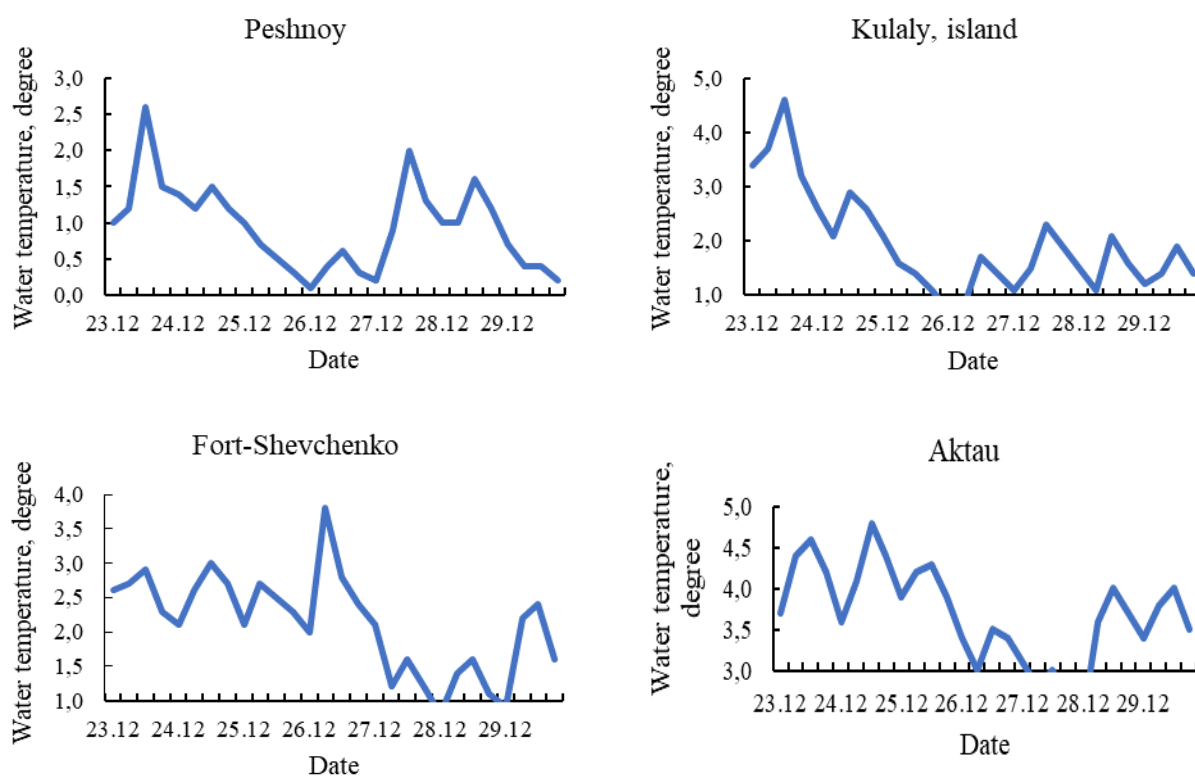 Peshnoy
Water temperature, degree
3,0
2,5
2,0
1,5
1,0
0,5
0,0
23.12 24.12 25.12 26.12 27.12 28.12 29.12
Date
Kulaly, island
Water temperature, degree
5,0
4,0
3,0
2,0
1,0
23.12 24.12 25.12 26.12 27.12 28.12 29.12
Date
Fort-Shevchenko
Water temperature, degree
4,0
3,5
3,0
2,5
2,0
1,5
1,0
23.12 24.12 25.12 26.12 27.12 28.12 29.12
Date
Aktau
Water temperature,
degree
5,0
4,5
4,0
3,5
3,0
23.12 24.12 25.12 26.12 27.12 28.12 29.12
Date